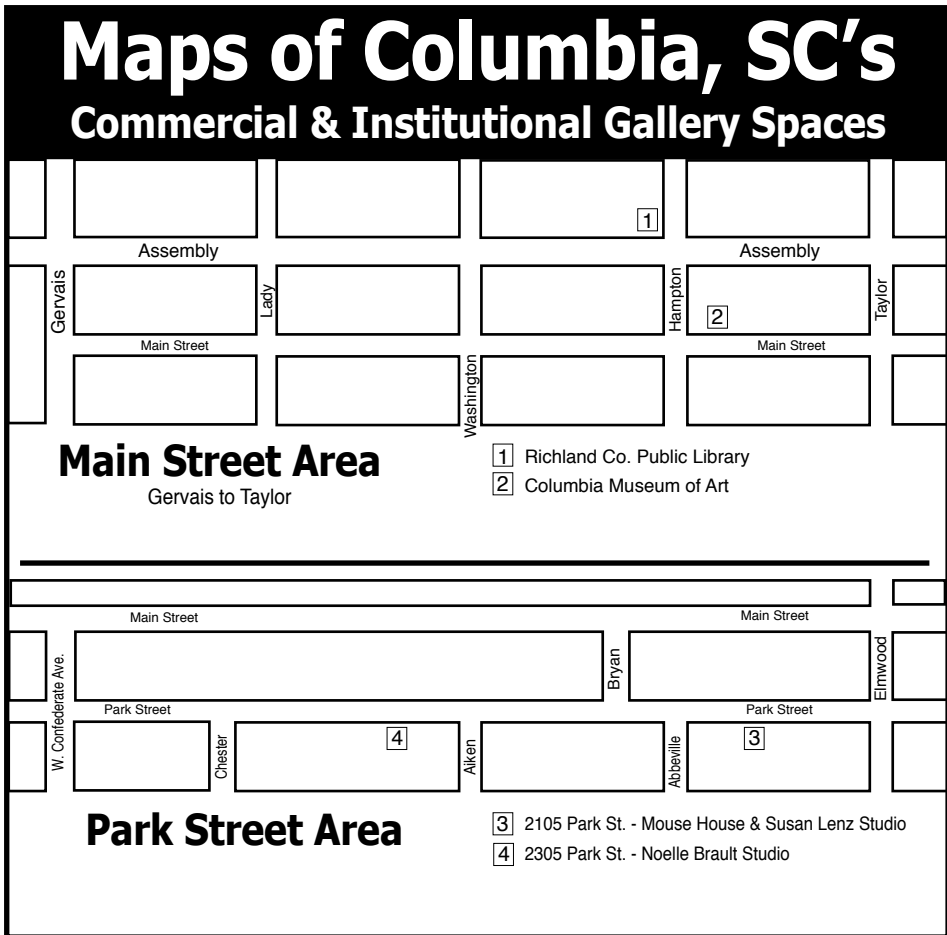 Maps of Columbia, SC’s
Commercial & Institutional Gallery Spaces
1
Assembly
Assembly
Gervais
Lady
Hampton
Taylor
2
Main Street
Main Street
Washington
Main Street Area
Gervais to Taylor
1 Richland Co. Public Library
2 Columbia Museum of Art
Main Street
Main Street
W. Confederate Ave.
Bryan
Elmwood
Park Street
Park Street
Chester
4
Aiken
Abbeville
3
Park Street Area
3 2105 Park St. - Mouse House & Susan Lenz Studio
4 2305 Park St. - Noelle Brault Studio